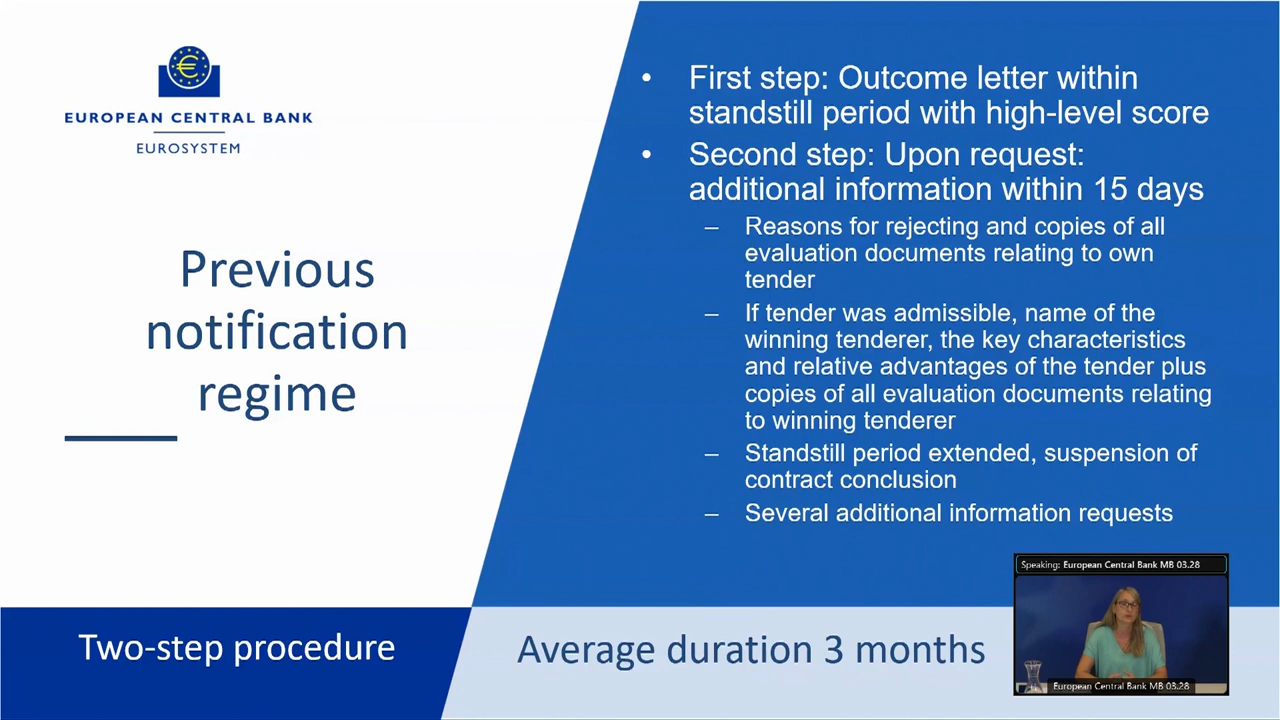 EUROPEAN CENTRAL BANK
EUROSYSTEM
Previous
notification
regime
Two-step procedure
• First step: Outcome letter within
standstill period with high-level score
• Second step: Upon request:
additional information within 15 days
– Reasons for rejecting and copies of all
evaluation documents relating to own
tender
– If tender was admissible, name of the
winning tenderer, the key characteristics
and relative advantages of the tender plus
copies of all evaluation documents relating
to winning tenderer
– Standstill period extended, suspension of
contract conclusion
– Several additional information requests
Average duration 3 months
Speaking: European Central Bank MB 03.28
European Central Bank MB 03.28